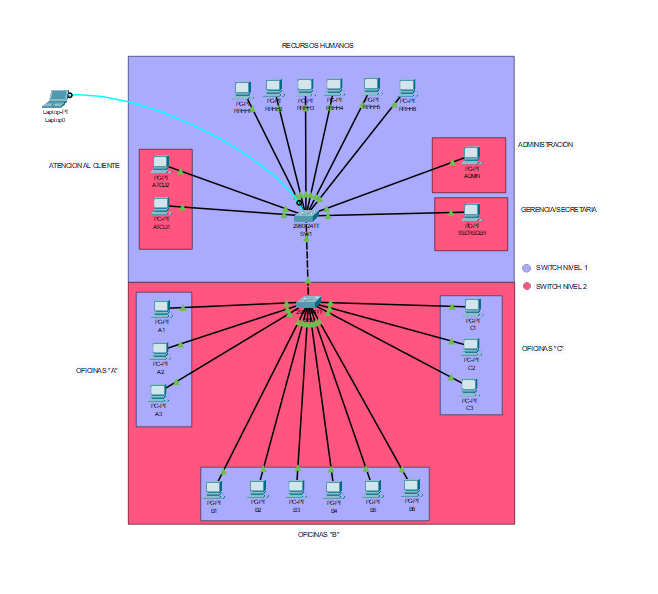 RECURSOS HUMANOS
PC-PT
RRHH1
PC-PT
RRHH2
PC-PT
RRHH3
PC-PT
RRHH4
PC-PT
RRHH5
PC-PT
RRHH6
Laptop-PT
Laptop0
ATENCION AL CLIENTE
PC-PT
ATCLI2
PC-PT
ATCLI1
ADMINISTRACIÓN
PC-PT
ADMIN
GERENCIA/SECRETARIA
PC-PT
SECREGER
2960-24TT
SW1
SWITCH NIVEL 1
SWITCH NIVEL 2
OFICINAS "A"
PC-PT
A1
PC-PT
A2
PC-PT
A3
OFICINAS "C"
PC-PT
C1
PC-PT
C2
PC-PT
C3
PC-PT
B1
PC-PT
B2
PC-PT
B3
PC-PT
B4
PC-PT
B5
PC-PT
B6
OFICINAS "B"